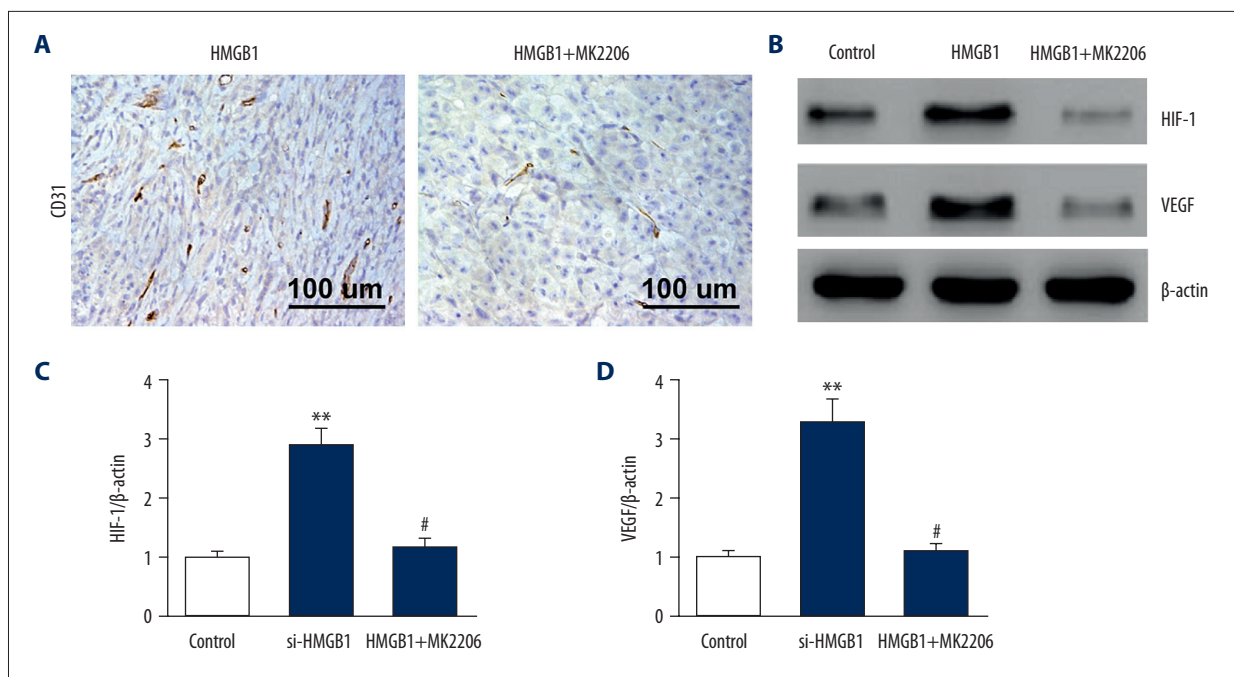 A
HMGB1
HMGB1+MK2206
CD31
100 um
100 um
B
Control
HMGB1
HMGB1+MK2206
HIF-1
VEGF
β-actin
C
HIF-1/β-actin
4
3
2
1
0
**
#
Control
si-HMGB1
HMGB1+MK2206
D
VEGF/β-actin
4
3
2
1
0
**
#
Control
si-HMGB1
HMGB1+MK2206